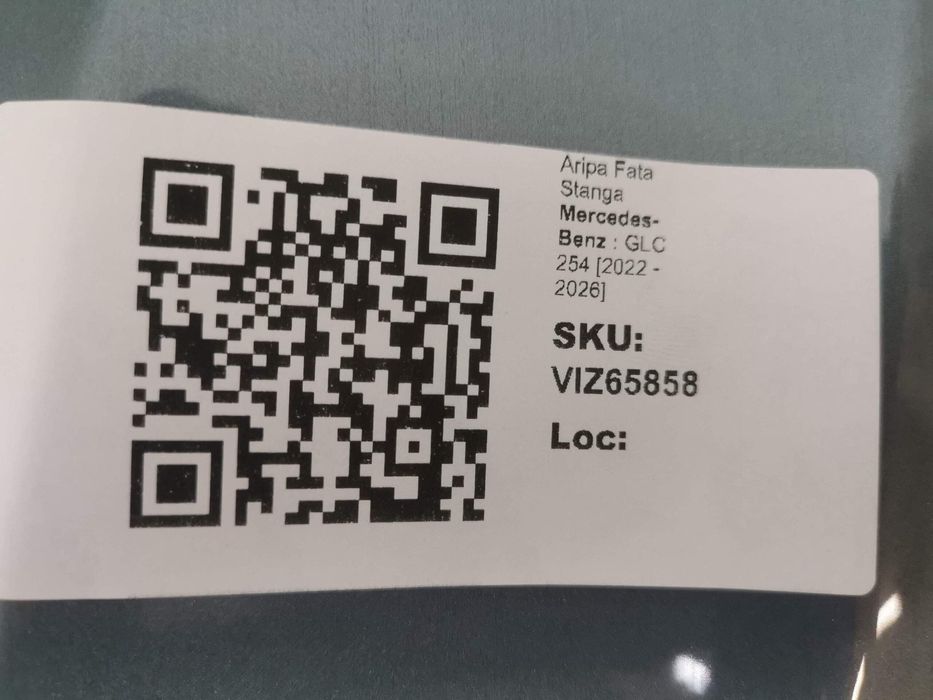 Aripa Fata
Stanga
Mercedes-
Benz : GLC
254 [2022 -
2026]
SKU:
VIZ65858
Loc: